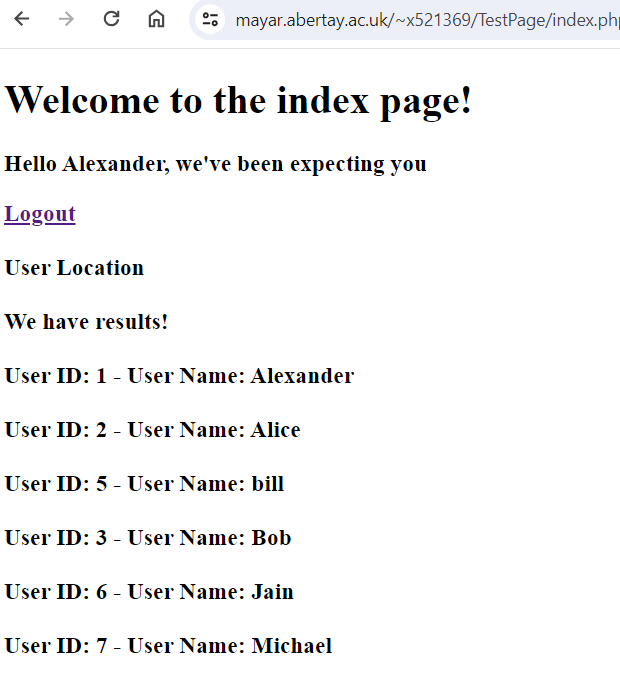 mayar.abertay.ac.uk/~x521369/TestPage/index.php
Welcome to the index page!
Hello Alexander, we've been expecting you
Logout
User Location
We have results!
User ID: 1 - User Name: Alexander
User ID: 2 - User Name: Alice
User ID: 5 - User Name: bill
User ID: 3 - User Name: Bob
User ID: 6 - User Name: Jain
User ID: 7 - User Name: Michael